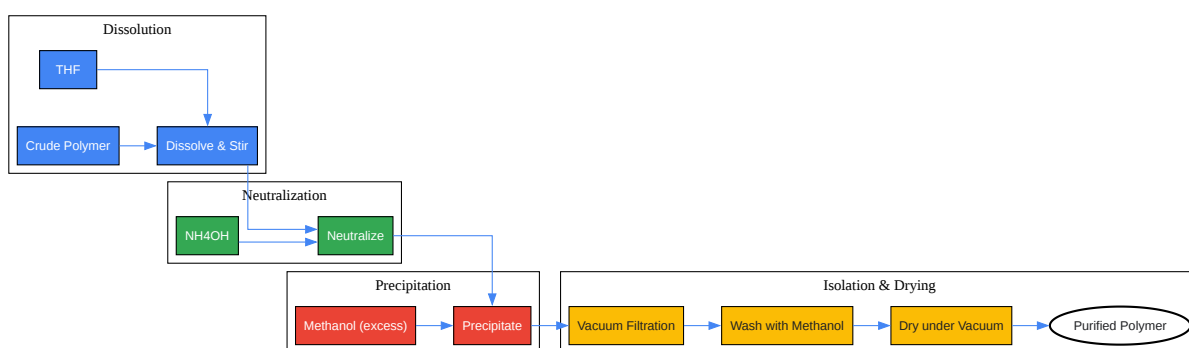 Dissolution
THF
Crude Polymer
Dissolve & Stir
Neutralization
NH4OH
Neutralize
Precipitation
Methanol (excess)
Precipitate
Isolation & Drying
Vacuum Filtration
Wash with Methanol
Dry under Vacuum
Purified Polymer